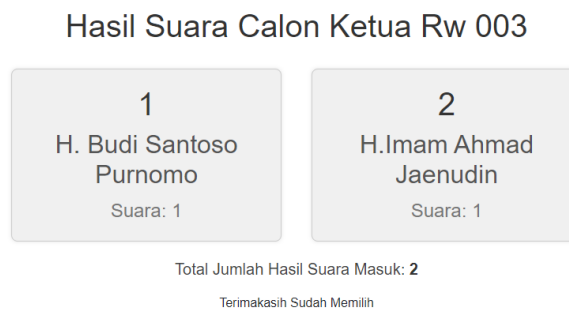 Hasil Suara Calon Ketua Rw 003
1
H. Budi Santoso
Purnomo
Suara: 1
2
H.Imam Ahmad
Jaenudin
Suara: 1
Total Jumlah Hasil Suara Masuk: 2
Terimakasih Sudah Memilih